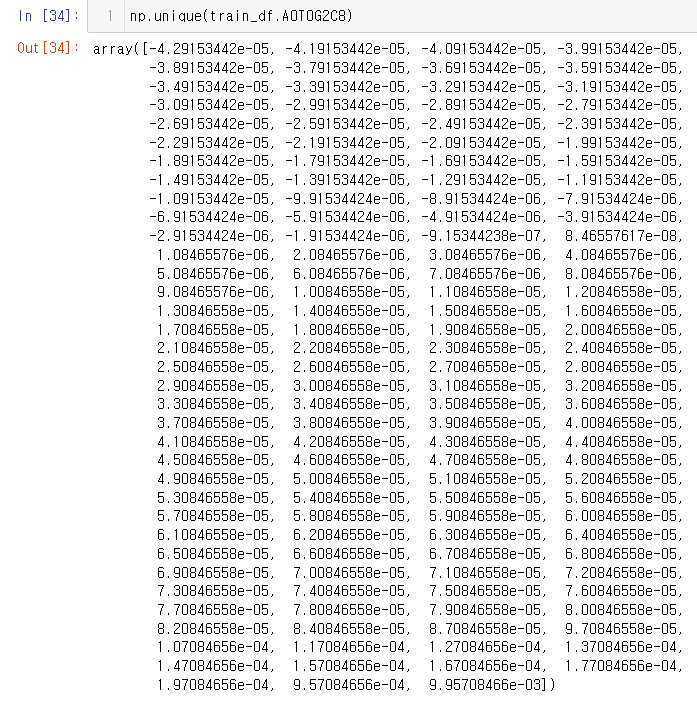 In [34]: 1 np.unique(train_df.AOTOG2C8)
Out[34]: array([-4.29153442e-05, -4.19153442e-05, -4.09153442e-05, -3.99153442e-05,
-3.89153442e-05, -3.79153442e-05, -3.69153442e-05, -3.59153442e-05,
-3.49153442e-05, -3.39153442e-05, -3.29153442e-05, -3.19153442e-05,
-3.09153442e-05, -2.99153442e-05, -2.89153442e-05, -2.79153442e-05,
-2.69153442e-05, -2.59153442e-05, -2.49153442e-05, -2.39153442e-05,
-2.29153442e-05, -2.19153442e-05, -2.09153442e-05, -1.99153442e-05,
-1.89153442e-05, -1.79153442e-05, -1.69153442e-05, -1.59153442e-05,
-1.49153442e-05, -1.39153442e-05, -1.29153442e-05, -1.19153442e-05,
-1.09153442e-05, -9.91534424e-06, -8.91534424e-06, -7.91534424e-06,
-6.91534424e-06, -5.91534424e-06, -4.91534424e-06, -3.91534424e-06,
-2.91534424e-06, -1.91534424e-06, -9.15344238e-07, 8.46557617e-08,
1.08465576e-06, 2.08465576e-06, 3.08465576e-06, 4.08465576e-06,
5.08465576e-06, 6.08465576e-06, 7.08465576e-06, 8.08465576e-06,
9.08465576e-06, 1.00846558e-05, 1.10846558e-05, 1.20846558e-05,
1.30846558e-05, 1.40846558e-05, 1.50846558e-05, 1.60846558e-05,
1.70846558e-05, 1.80846558e-05, 1.90846558e-05, 2.00846558e-05,
2.10846558e-05, 2.20846558e-05, 2.30846558e-05, 2.40846558e-05,
2.50846558e-05, 2.60846558e-05, 2.70846558e-05, 2.80846558e-05,
2.90846558e-05, 3.00846558e-05, 3.10846558e-05, 3.20846558e-05,
3.30846558e-05, 3.40846558e-05, 3.50846558e-05, 3.60846558e-05,
3.70846558e-05, 3.80846558e-05, 3.90846558e-05, 4.00846558e-05,
4.10846558e-05, 4.20846558e-05, 4.30846558e-05, 4.40846558e-05,
4.50846558e-05, 4.60846558e-05, 4.70846558e-05, 4.80846558e-05,
4.90846558e-05, 5.00846558e-05, 5.10846558e-05, 5.20846558e-05,
5.30846558e-05, 5.40846558e-05, 5.50846558e-05, 5.60846558e-05,
5.70846558e-05, 5.80846558e-05, 5.90846558e-05, 6.00846558e-05,
6.10846558e-05, 6.20846558e-05, 6.30846558e-05, 6.40846558e-05,
6.50846558e-05, 6.60846558e-05, 6.70846558e-05, 6.80846558e-05,
6.90846558e-05, 7.00846558e-05, 7.10846558e-05, 7.20846558e-05,
7.30846558e-05, 7.40846558e-05, 7.50846558e-05, 7.60846558e-05,
7.70846558e-05, 7.80846558e-05, 7.90846558e-05, 8.00846558e-05,
8.20846558e-05, 8.40846558e-05, 8.70846558e-05, 9.70846558e-05,
1.07084656e-04, 1.17084656e-04, 1.27084656e-04, 1.37084656e-04,
1.47084656e-04, 1.57084656e-04, 1.67084656e-04, 1.77084656e-04,
1.97084656e-04, 9.57084656e-04, 9.95708466e-03])